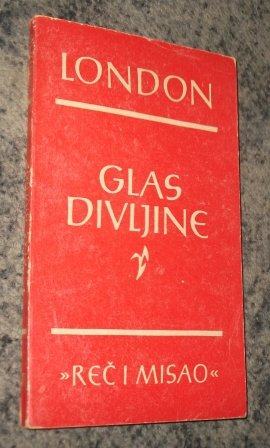 LONDON
GLAS
DIVLJINE
»REČ I MISAO«